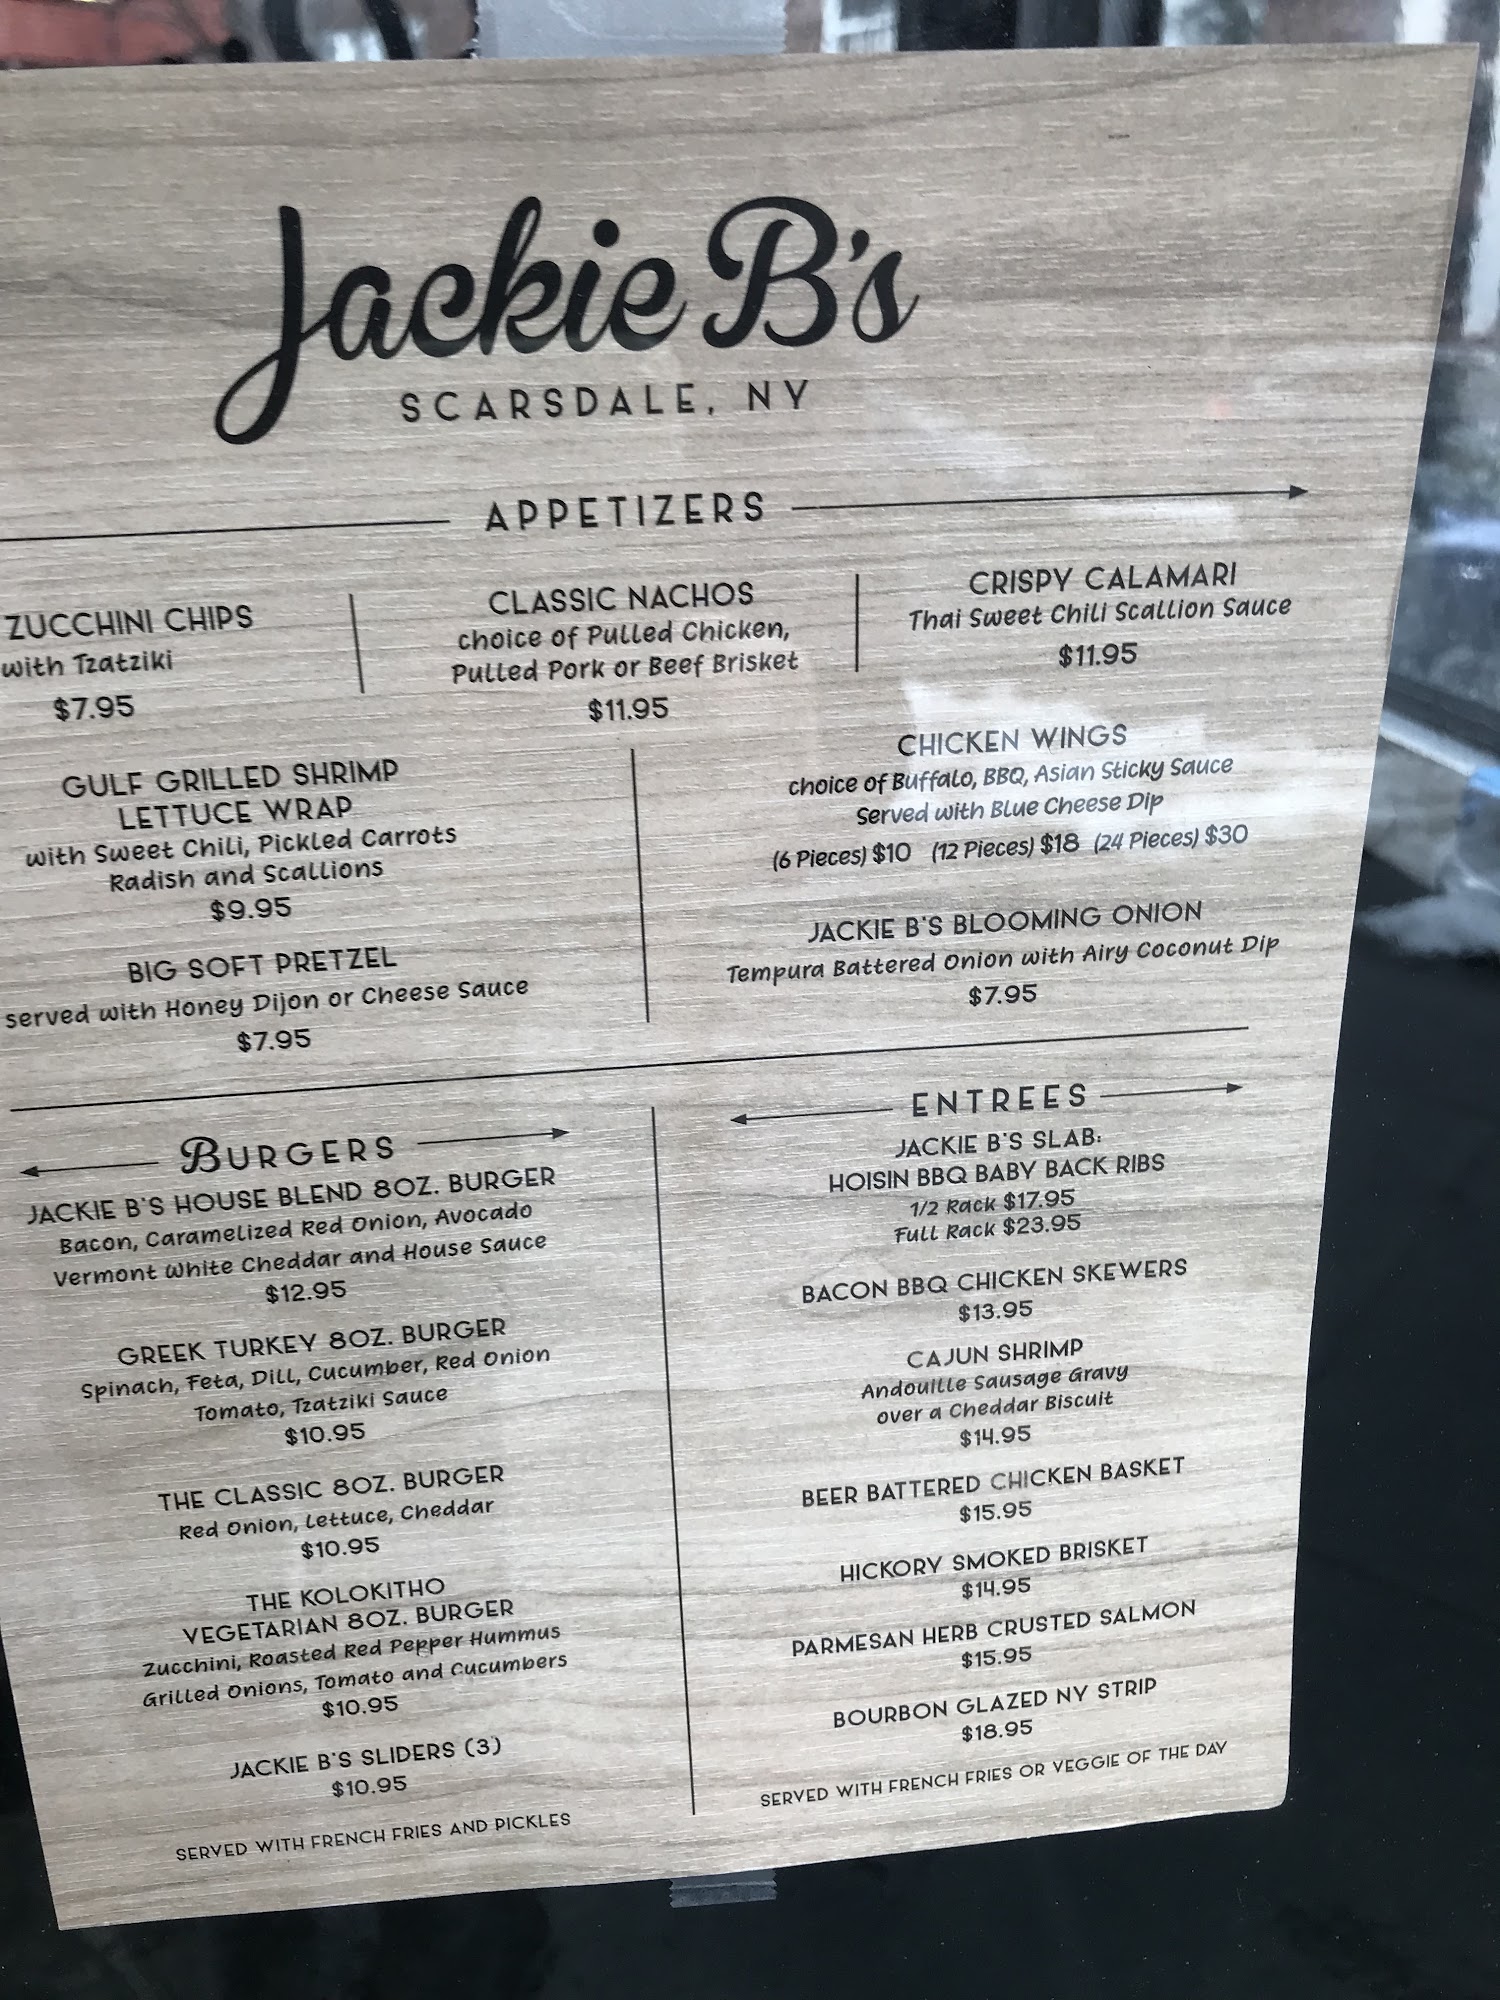 Jackie B's
SCARSDALE, NY
APPETIZERS
ZUCCHINI CHIPS
with Tzatziki
$7.95
CLASSIC NACHOS
choice of Pulled Chicken,
Pulled Pork or Beef Brisket
$11.95
CRISPY CALAMARI
Thai Sweet Chili Scallion Sauce
$11.95
GULF GRILLED SHRIMP
LETTUCE WRAP
with Sweet Chili, Pickled Carrots
Radish and Scallions
$9.95
BIG SOFT PRETZEL
served with Honey Dijon or Cheese Sauce
$7.95
CHICKEN WINGS
choice of Buffalo, BBQ, Asian Sticky Sauce
Served with Blue Cheese Dip
(6 Pieces) $10 (12 Pieces) $18 (24 Pieces) $30
JACKIE B'S BLOOMING ONION
Tempura Battered Onion with Airy Coconut Dip
$7.95
BURGERS
JACKIE B'S HOUSE BLEND 8OZ. BURGER
Bacon, Caramelized Red Onion, Avocado
Vermont White Cheddar and House Sauce
$12.95
GREEK TURKEY 8OZ. BURGER
Spinach, Feta, Dill, Cucumber, Red Onion
Tomato, Tzatziki Sauce
$10.95
THE CLASSIC 8OZ. BURGER
Red Onion, Lettuce, Cheddar
$10.95
THE KOLOKITHO
VEGETARIAN 8OZ. BURGER
Zucchini, Roasted Red Pepper Hummus
Grilled Onions, Tomato and Cucumbers
$10.95
JACKIE B'S SLIDERS (3)
$10.95
SERVED WITH FRENCH FRIES AND PICKLES
ENTREES
JACKIE B'S SLAB:
HOISIN BBQ BABY BACK RIBS
1/2 Rack $17.95
Full Rack $23.95
BACON BBQ CHICKEN SKEWERS
$13.95
CAJUN SHRIMP
Andouille Sausage Gravy
over a Cheddar Biscuit
$14.95
BEER BATTERED CHICKEN BASKET
$15.95
HICKORY SMOKED BRISKET
$14.95
PARMESAN HERB CRUSTED SALMON
$15.95
BOURBON GLAZED NY STRIP
$18.95
SERVED WITH FRENCH FRIES OR VEGGIE OF THE DAY